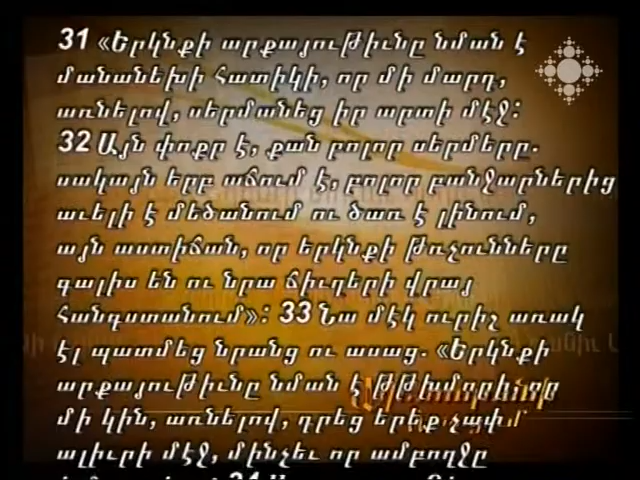 31 «Երկնքի արքայութիւնը նման է
մանանեխի հատիկի, որ մի մարդ,
առնելով, սերմանեց իր արտի մէջ:
32 Այն փոքր է, քան բոլոր սերմերը.
սակայն երբ աճում է, բոլոր բանջարներից
աւելի է մեծանում ու ծառ է լինում,
այն աստիճան, որ երկնքի թռչունները
գալիս են ու նրա ճիւղերի վրայ
հանգստանում»: 33 Նա մէկ ուրիշ առակ
էլ պատմեց նրանց ու ասաց. «Երկնքի
արքայութիւնը նման է թթխմորի, որը
մի կին, առնելով, դրեց երեք չափ
ալիւրի մէջ, մինչեւ որ ամբողջը